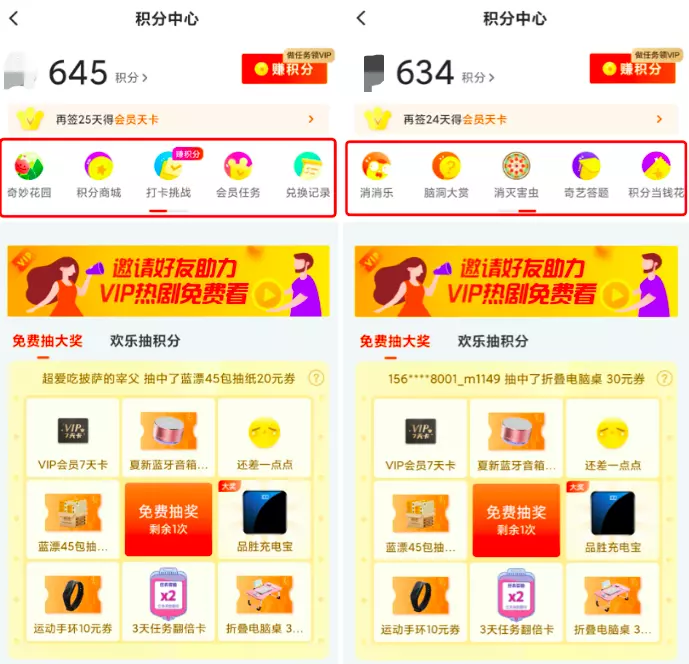 积分中心
645 积分>
做任务领VIP
赚积分
再签25天得会员天卡
赚积分
奇妙花园 积分商城 打卡挑战 会员任务 兑换记录
VIP
邀请好友助力
VIP热剧免费看
免费抽大奖 欢乐抽积分
超爱吃披萨的宰父 抽中了蓝漂45包抽纸20元券 ?
VIP
7天卡
VIP会员7天卡 夏新蓝牙音箱... 还差一点点
免费抽奖
剩余1次
大奖
蓝漂45包抽... 品胜充电宝
x2
运动手环10元券 3天任务翻倍卡 折叠电脑桌 3...
积分中心
634 积分>
做任务领VIP
赚积分
再签24天得会员天卡
消消乐 脑洞大赏 消灭害虫 奇艺答题 积分当钱花
VIP
邀请好友助力
VIP热剧免费看
免费抽大奖 欢乐抽积分
156****8001_m1149 抽中了折叠电脑桌 30元券 ?
VIP
7天卡
VIP会员7天卡 夏新蓝牙音箱... 还差一点点
免费抽奖
剩余1次
大奖
蓝漂45包抽... 品胜充电宝
x2
运动手环10元券 3天任务翻倍卡 折叠电脑桌 3...